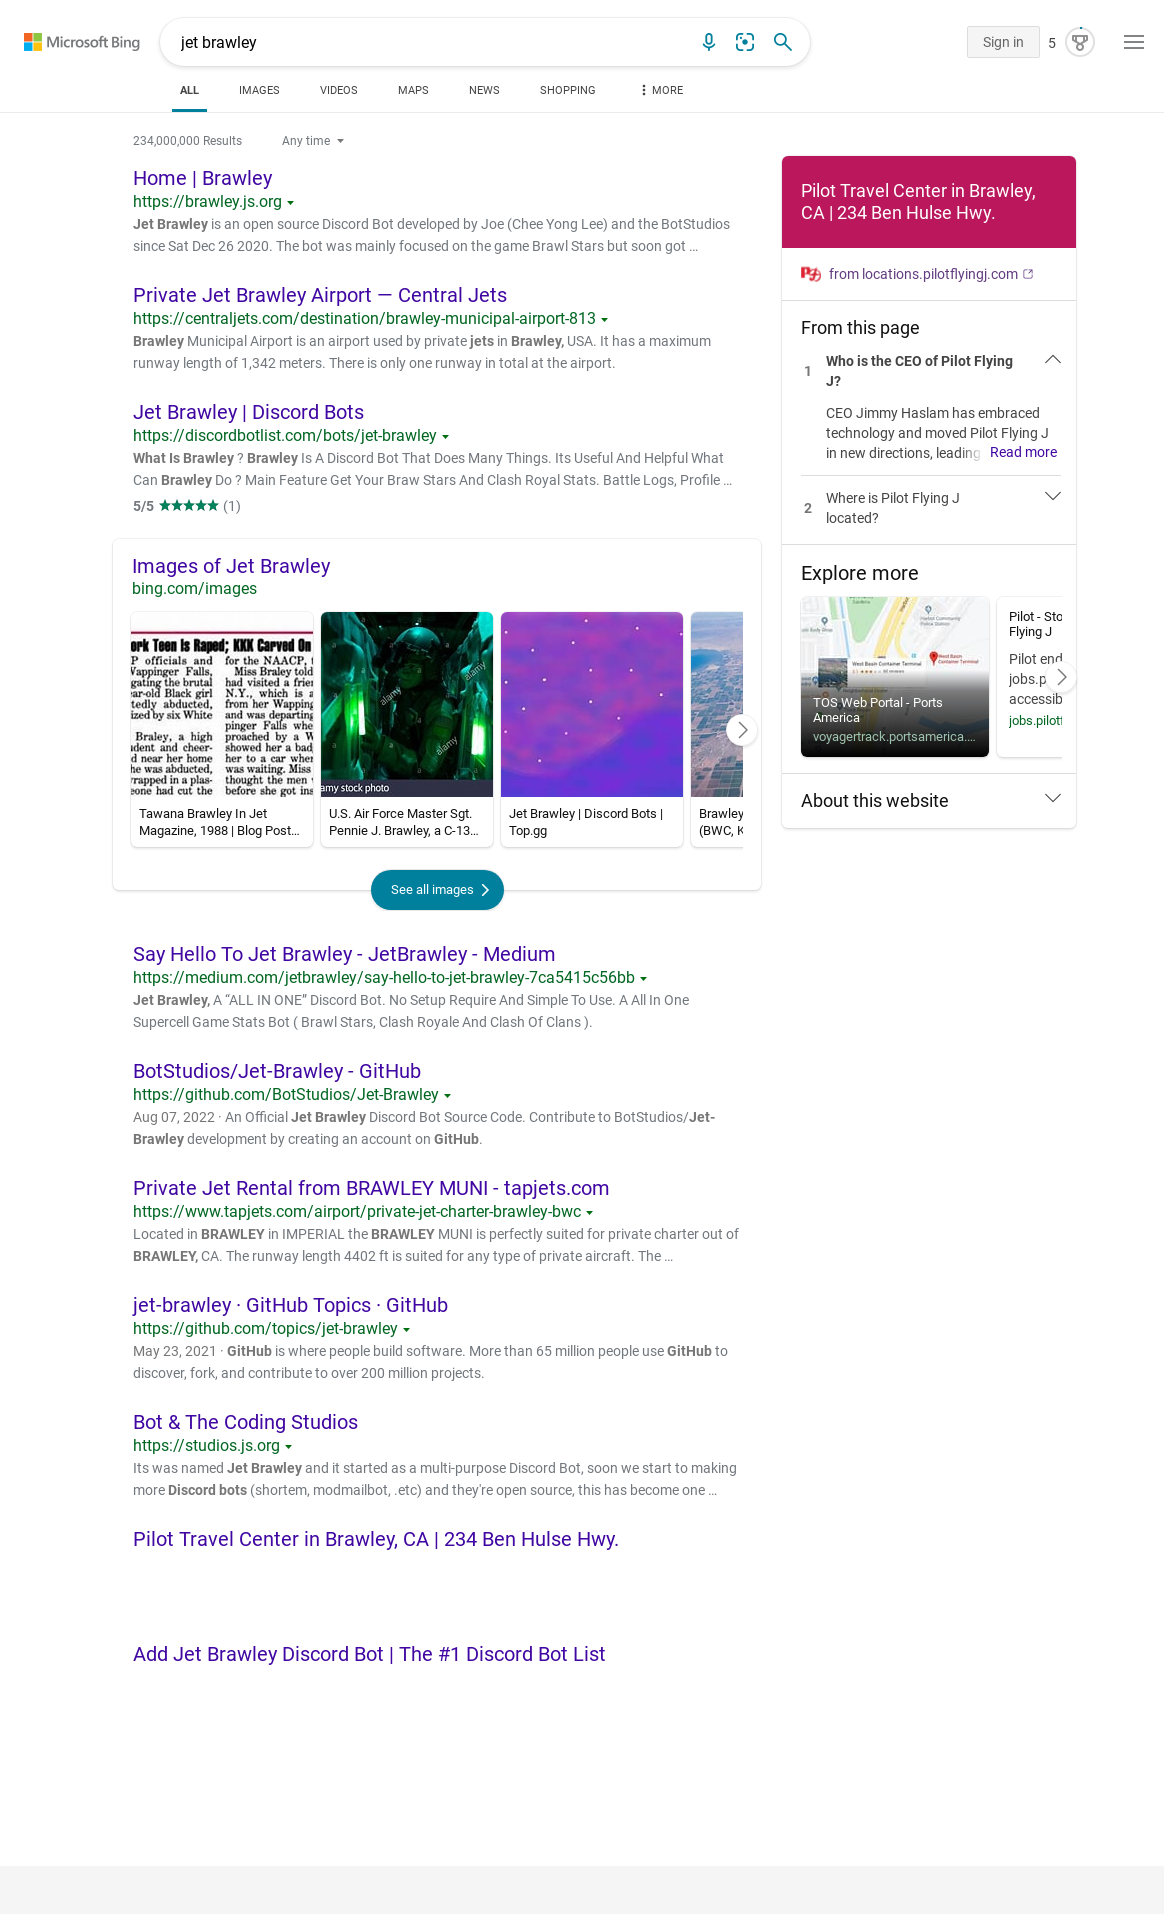 Microsoft Bing
jet brawley
Sign in
5
ALL
IMAGES
VIDEOS
MAPS
NEWS
SHOPPING
MORE
234,000,000 Results
Any time
Home | Brawley
https://brawley.js.org
Jet Brawley is an open source Discord Bot developed by Joe (Chee Yong Lee) and the BotStudios
since Sat Dec 26 2020. The bot was mainly focused on the game Brawl Stars but soon got …
Private Jet Brawley Airport — Central Jets
https://centraljets.com/destination/brawley-municipal-airport-813
Brawley Municipal Airport is an airport used by private jets in Brawley, USA. It has a maximum
runway length of 1,342 meters. There is only one runway in total at the airport.
Jet Brawley | Discord Bots
https://discordbotlist.com/bots/jet-brawley
What Is Brawley ? Brawley Is A Discord Bot That Does Many Things. Its Useful And Helpful What
Can Brawley Do ? Main Feature Get Your Braw Stars And Clash Royal Stats. Battle Logs, Profile …
5/5 ★★★★★ (1)
Images of Jet Brawley
bing.com/images
ork Teen Is Raped; KKK Carved On
P officials and
Wappinger Falls,
gating the brutal
ear-old Black girl
tedly abducted,
ized by six White
Braley, a high
dent and cheer-
d near her home
he was abducted,
rapped in a plas-
eone had cut the
for the NAACP, t
Miss Braley told
had visited a frien
N.Y., which is a
from her Wapping
and was departing
pinger Falls whe
proached by a W
showed her a bad
her to a car wher
was waiting. Miss
thought the men w
before she got ins
alamy
alamy
a
a
a
a
amy stock photo
Tawana Brawley In Jet
Magazine, 1988 | Blog Post…
U.S. Air Force Master Sgt.
Pennie J. Brawley, a C-13…
Jet Brawley | Discord Bots |
Top.gg
Brawley
(BWC, K
See all images
Say Hello To Jet Brawley - JetBrawley - Medium
https://medium.com/jetbrawley/say-hello-to-jet-brawley-7ca5415c56bb
Jet Brawley, A “ALL IN ONE” Discord Bot. No Setup Require And Simple To Use. A All In One
Supercell Game Stats Bot ( Brawl Stars, Clash Royale And Clash Of Clans ).
BotStudios/Jet-Brawley - GitHub
https://github.com/BotStudios/Jet-Brawley
Aug 07, 2022 · An Official Jet Brawley Discord Bot Source Code. Contribute to BotStudios/Jet-
Brawley development by creating an account on GitHub.
Private Jet Rental from BRAWLEY MUNI - tapjets.com
https://www.tapjets.com/airport/private-jet-charter-brawley-bwc
Located in BRAWLEY in IMPERIAL the BRAWLEY MUNI is perfectly suited for private charter out of
BRAWLEY, CA. The runway length 4402 ft is suited for any type of private aircraft. The …
jet-brawley · GitHub Topics · GitHub
https://github.com/topics/jet-brawley
May 23, 2021 · GitHub is where people build software. More than 65 million people use GitHub to
discover, fork, and contribute to over 200 million projects.
Bot & The Coding Studios
https://studios.js.org
Its was named Jet Brawley and it started as a multi-purpose Discord Bot, soon we start to making
more Discord bots (shortem, modmailbot, .etc) and they're open source, this has become one …
Pilot Travel Center in Brawley, CA | 234 Ben Hulse Hwy.
Add Jet Brawley Discord Bot | The #1 Discord Bot List
Pilot Travel Center in Brawley,
CA | 234 Ben Hulse Hwy.
from locations.pilotflyingj.com
From this page
1
Who is the CEO of Pilot Flying
J?
CEO Jimmy Haslam has embraced
technology and moved Pilot Flying J
in new directions, leading Read more
2
Where is Pilot Flying J
located?
Explore more
West Basin Container Terminal
West Basin
Container Terminal
TOS Web Portal - Ports
America
voyagertrack.portsamerica.…
Pilot - Sto
Flying J
Pilot end
jobs.p
accessib
jobs.pilotf
About this website